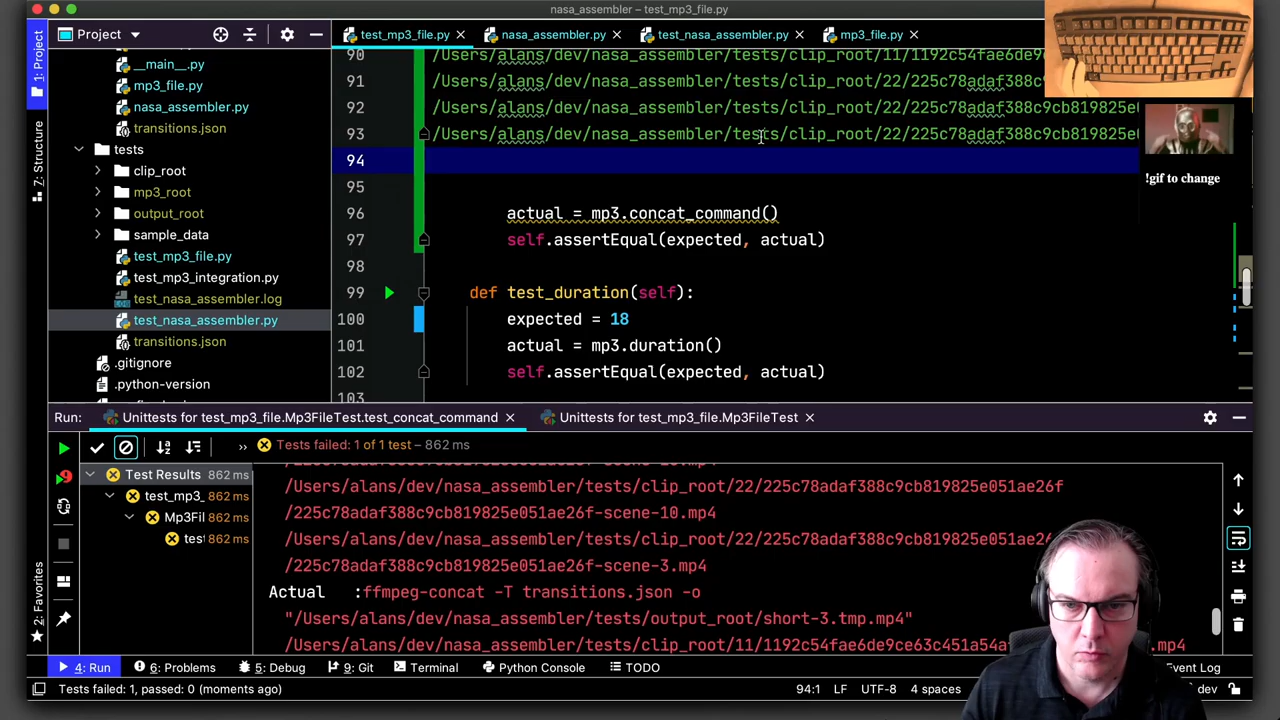 nasa_assembler – test_mp3_file.py
Project
test_mp3_file.py
nasa_assembler.py
test_nasa_assembler.py
mp3_file.py
1: Project
7: Structure
2: Favorites
__main__.py
mp3_file.py
nasa_assembler.py
transitions.json
tests
clip_root
mp3_root
output_root
sample_data
test_mp3_file.py
test_mp3_integration.py
test_nasa_assembler.log
test_nasa_assembler.py
transitions.json
.gitignore
.python-version
90 /Users/alans/dev/nasa_assembler/tests/clip_root/11/1192c54fae6de9
91 /Users/alans/dev/nasa_assembler/tests/clip_root/22/225c78adaf388c
92 /Users/alans/dev/nasa_assembler/tests/clip_root/22/225c78adaf388c9cb819825e
93 /Users/alans/dev/nasa_assembler/tests/clip_root/22/225c78adaf388c9cb819825e
94
95
96 actual = mp3.concat_command()
97 self.assertEqual(expected, actual)
98
99 def test_duration(self):
100 expected = 18
101 actual = mp3.duration()
102 self.assertEqual(expected, actual)
103
!gif to change
Run: Unittests for test_mp3_file.Mp3FileTest.test_concat_command
Unittests for test_mp3_file.Mp3FileTest
Tests failed: 1 of 1 test – 862 ms
Test Results 862 ms
test_mp3_ 862 ms
Mp3Fil 862 ms
test 862 ms
/Users/alans/dev/nasa_assembler/tests/clip_root/22/225c78adaf388c9cb819825e051ae26f
/225c78adaf388c9cb819825e051ae26f-scene-10.mp4
/Users/alans/dev/nasa_assembler/tests/clip_root/22/225c78adaf388c9cb819825e051ae26f
/225c78adaf388c9cb819825e051ae26f-scene-3.mp4
Actual :ffmpeg-concat -T transitions.json -o
"/Users/alans/dev/nasa_assembler/tests/output_root/short-3.tmp.mp4"
/Users/alans/dev/nasa_assembler/tests/clip_root/11/1192c54fae6de9ce63c451a54a
4: Run
6: Problems
5: Debug
9: Git
Terminal
Python Console
TODO
Event Log
Tests failed: 1, passed: 0 (moments ago)
94:1 LF UTF-8 4 spaces
dev